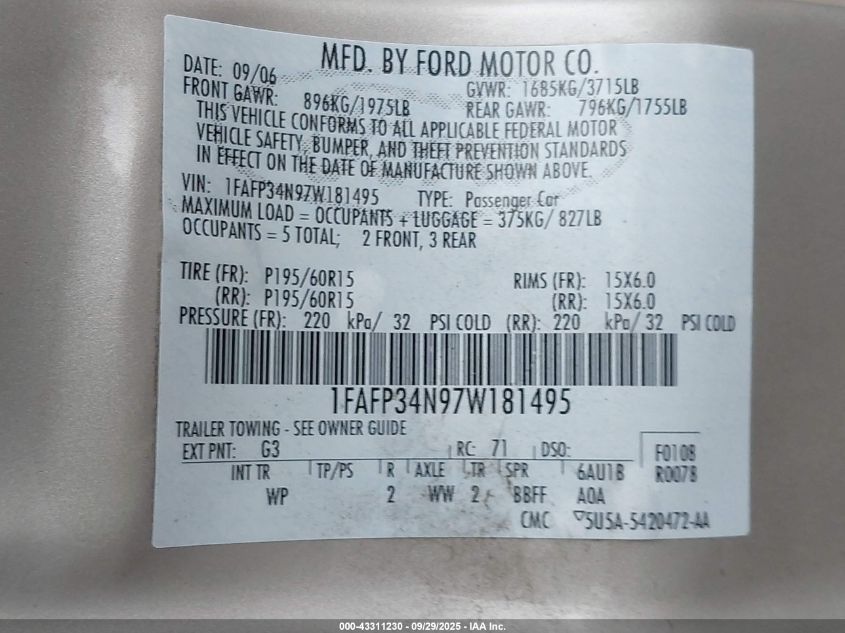 MFD. BY FORD MOTOR CO.
DATE: 09/06 GVWR: 1685KG/3715LB
FRONT GAWR: 896KG/1975LB REAR GAWR: 796KG/1755LB
THIS VEHICLE CONFORMS TO ALL APPLICABLE FEDERAL MOTOR
VEHICLE SAFETY, BUMPER, AND THEFT PREVENTION STANDARDS
IN EFFECT ON THE DATE OF MANUFACTURE SHOWN ABOVE.
VIN: 1FAFP34N97W181495 TYPE: Passenger Car
MAXIMUM LOAD = OCCUPANTS + LUGGAGE = 375KG/ 827LB
OCCUPANTS = 5 TOTAL; 2 FRONT, 3 REAR
TIRE (FR): P195/60R15 RIMS (FR): 15X6.0
(RR): P195/60R15 (RR): 15X6.0
PRESSURE (FR): 220 kPa/ 32 PSI COLD (RR): 220 kPa/ 32 PSI COLD
1FAFP34N97W181495
TRAILER TOWING - SEE OWNER GUIDE
EXT PNT: G3 RC: 71 DSO: F0108
INT TR TP/PS R AXLE TR SPR 6AU1B R0078
WP 2 WW 2 BBFF AOA
CMC 5U5A-5420472-AA
000-43311230 - 09/29/2025 - IAA Inc.